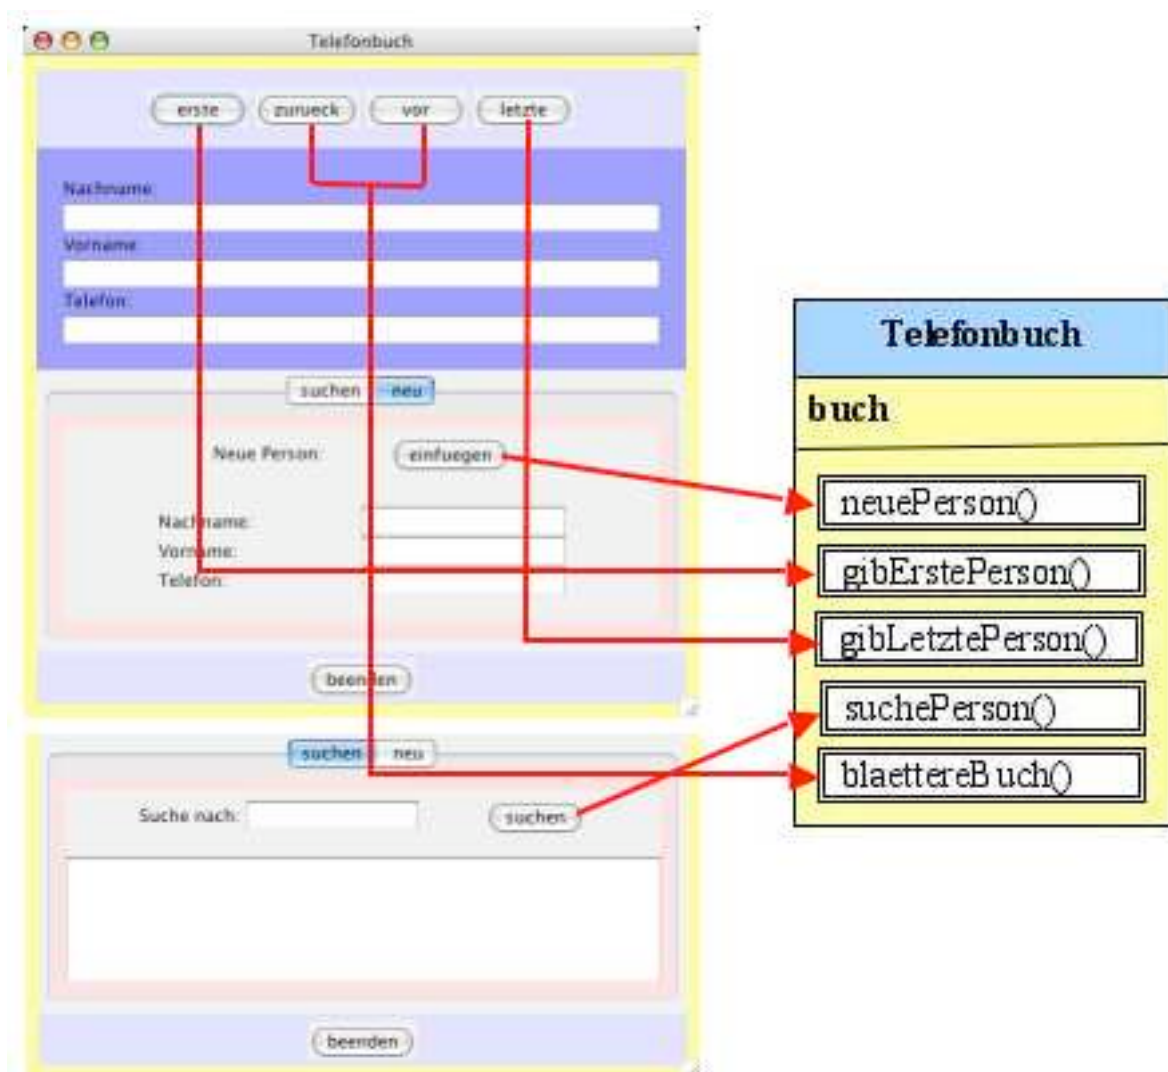 Telefonbuch
erste zurueck vor letzte
Nachname:
Vorname:
Telefon:
suchen neu
Neue Person: einfuegen
Nachname:
Vorname:
Telefon:
beenden
suchen neu
Suche nach: suchen
beenden
Telefonbuch
buch
neuePerson()
gibErstePerson()
gibLetztePerson()
suchePerson()
blaettereBuch()